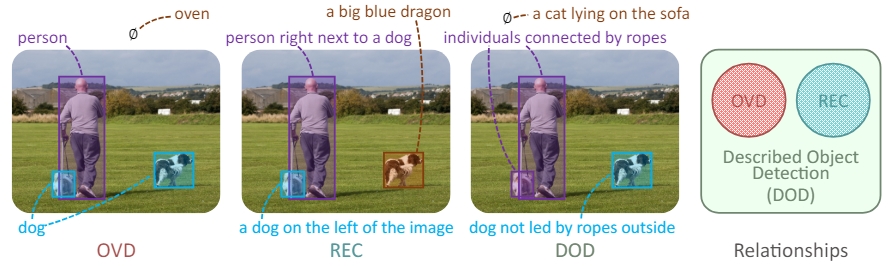 ∅ oven
person
dog
OVD
a big blue dragon
person right next to a dog
a dog on the left of the image
REC
∅ a cat lying on the sofa
individuals connected by ropes
dog not led by ropes outside
DOD
OVD
REC
Described Object
Detection
(DOD)
Relationships